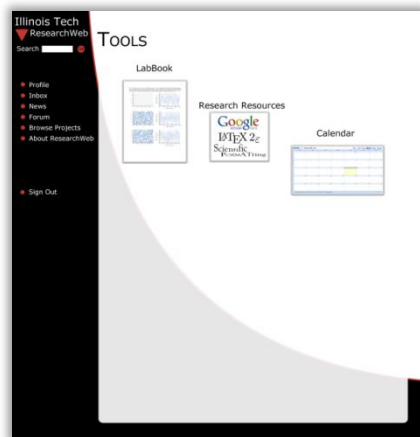 Illinois Tech
ResearchWeb
Search
Profile
Inbox
News
Forum
Browse Projects
About ResearchWeb
Sign Out
TOOLS
LabBook
Research Resources
Google
LATEX 2ε
Scientific
FORMATTing
Calendar